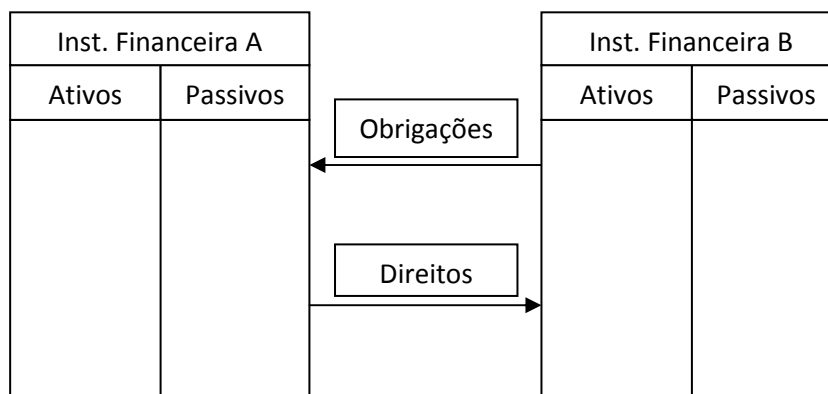 Inst. Financeira A
Inst. Financeira B
Ativos
Passivos
Ativos
Passivos
Obrigações
Direitos